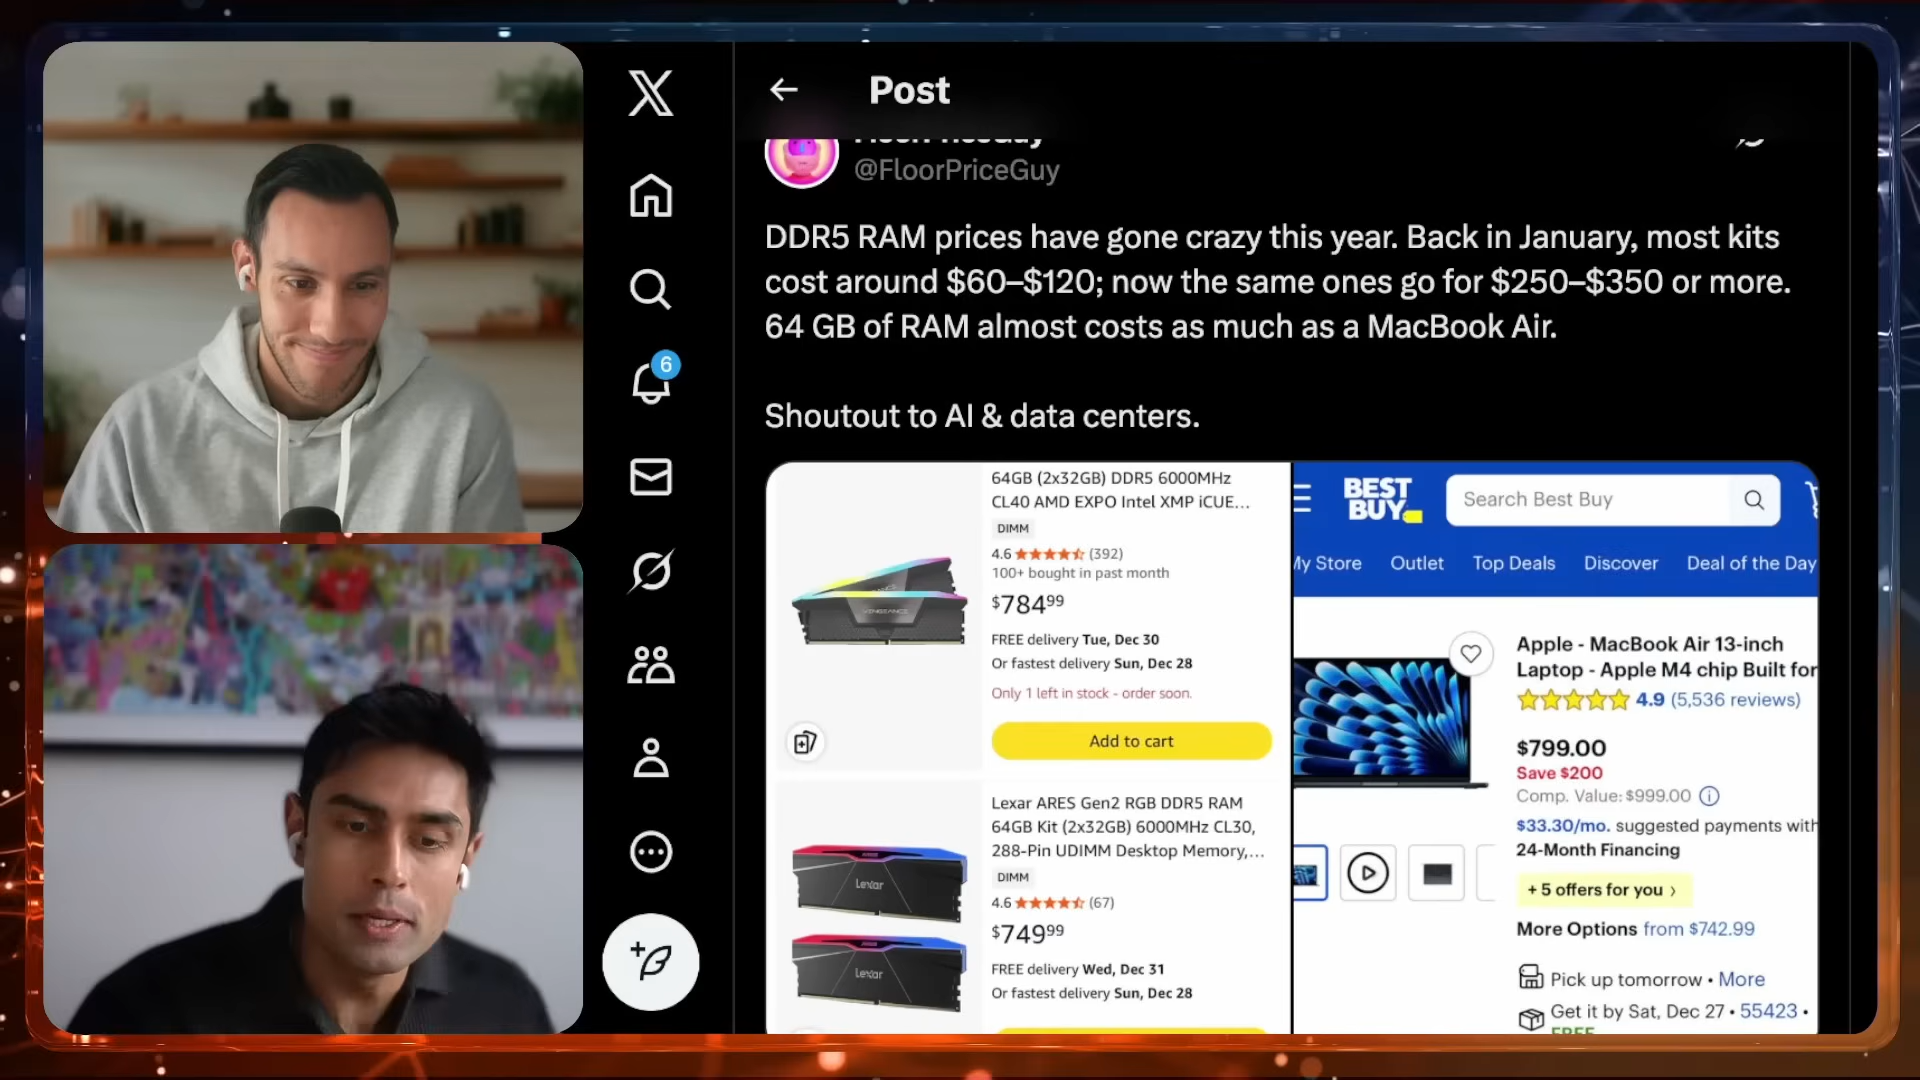 Post
@FloorPriceGuy
DDR5 RAM prices have gone crazy this year. Back in January, most kits
cost around $60–$120; now the same ones go for $250–$350 or more.
64 GB of RAM almost costs as much as a MacBook Air.
Shoutout to AI & data centers.
6
64GB (2x32GB) DDR5 6000MHz
CL40 AMD EXPO Intel XMP iCUE...
DIMM
4.6 (392)
100+ bought in past month
$784.99
FREE delivery Tue, Dec 30
Or fastest delivery Sun, Dec 28
Only 1 left in stock - order soon.
Add to cart
VENGEANCE
Lexar ARES Gen2 RGB DDR5 RAM
64GB Kit (2x32GB) 6000MHz CL30,
288-Pin UDIMM Desktop Memory,...
DIMM
4.6 (67)
$749.99
FREE delivery Wed, Dec 31
Or fastest delivery Sun, Dec 28
Lexar
Lexar
BEST
BUY
Search Best Buy
My Store Outlet Top Deals Discover Deal of the Day
Apple - MacBook Air 13-inch
Laptop - Apple M4 chip Built for
4.9 (5,536 reviews)
$799.00
Save $200
Comp. Value: $999.00
$33.30/mo. suggested payments with
24-Month Financing
+ 5 offers for you ›
More Options from $742.99
Pick up tomorrow • More
Get it by Sat, Dec 27 • 55423 •
FREE